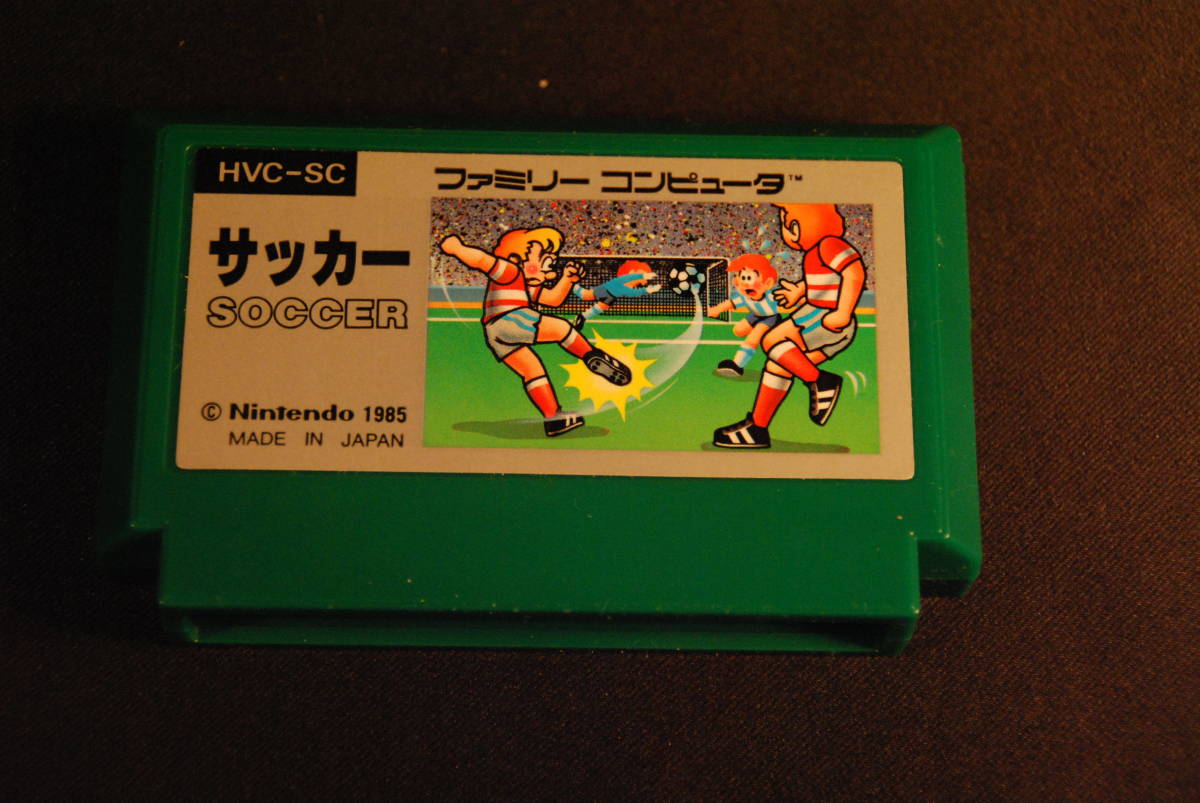 HVC-SC
ファミリー コンピュータ™
サッカー
SOCCER
© Nintendo 1985
MADE IN JAPAN